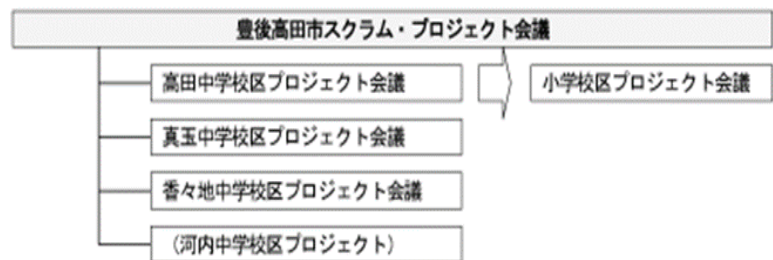 豊後高田市スクラム・プロジェクト会議
高田中学校区プロジェクト会議
小学校区プロジェクト会議
真玉中学校区プロジェクト会議
香々地中学校区プロジェクト会議
（河内中学校区プロジェクト）